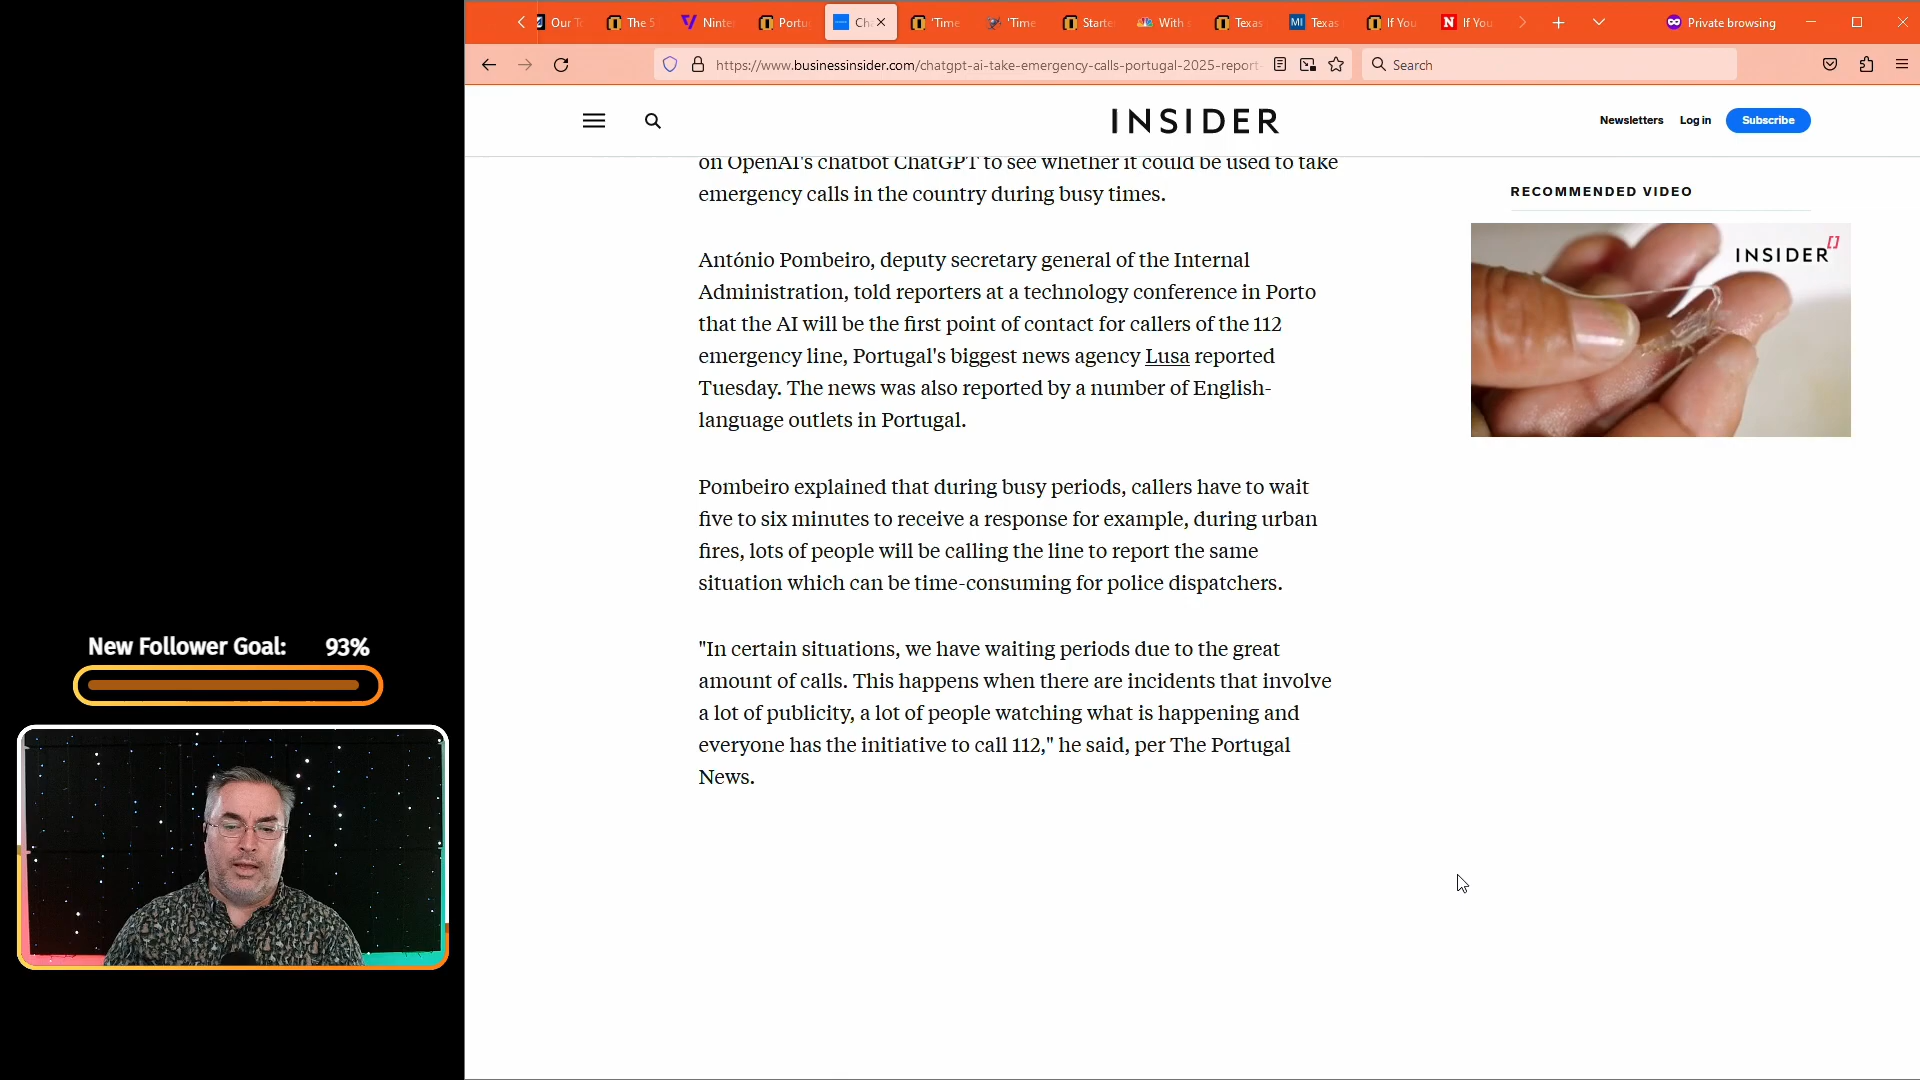 Our T
The 5
Ninte
Portu
Ch
'Time
'Time
Starte
With
Texas
MI
Texas
If You
N
If You
Private browsing
https://www.businessinsider.com/chatgpt-ai-take-emergency-calls-portugal-2025-report-
Search
INSIDER
Newsletters
Log in
Subscribe
on OpenAI's chatbot ChatGPT to see whether it could be used to take
emergency calls in the country during busy times.
António Pombeiro, deputy secretary general of the Internal
Administration, told reporters at a technology conference in Porto
that the AI will be the first point of contact for callers of the 112
emergency line, Portugal's biggest news agency Lusa reported
Tuesday. The news was also reported by a number of English-
language outlets in Portugal.
Pombeiro explained that during busy periods, callers have to wait
five to six minutes to receive a response for example, during urban
fires, lots of people will be calling the line to report the same
situation which can be time-consuming for police dispatchers.
"In certain situations, we have waiting periods due to the great
amount of calls. This happens when there are incidents that involve
a lot of publicity, a lot of people watching what is happening and
everyone has the initiative to call 112," he said, per The Portugal
News.
RECOMMENDED VIDEO
INSIDER
New Follower Goal: 93%